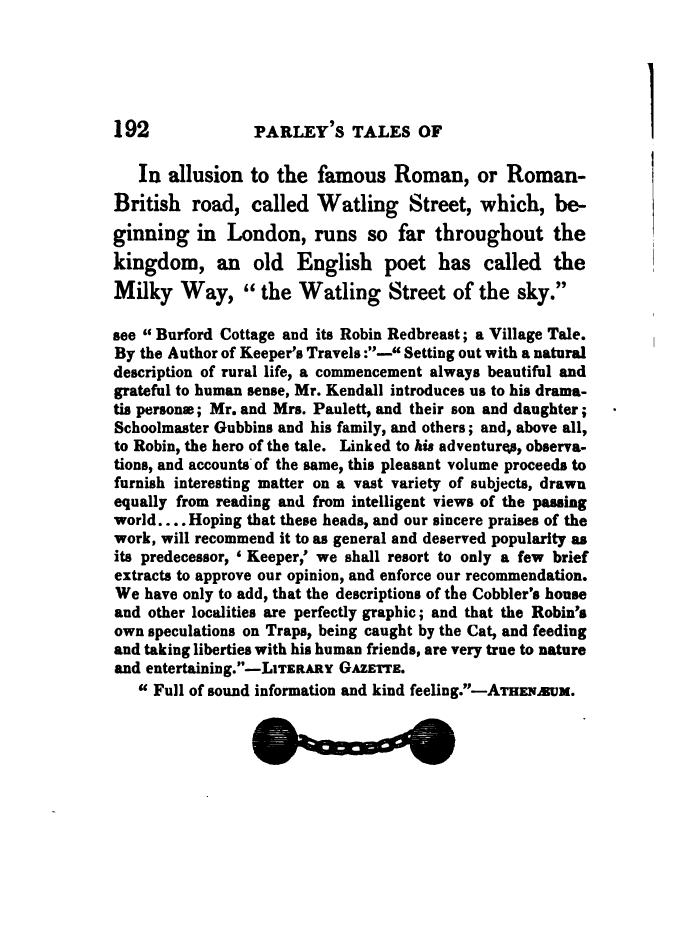 192 PARLEY'S TALES OF
In allusion to the famous Roman, or Roman-
British road, called Watling Street, which, be-
ginning in London, runs so far throughout the
kingdom, an old English poet has called the
Milky Way, “the Watling Street of the sky.”
see “Burford Cottage and its Robin Redbreast; a Village Tale.
By the Author of Keeper's Travels:”—“Setting out with a natural
description of rural life, a commencement always beautiful and
grateful to human sense, Mr. Kendall introduces us to his drama-
tis personæ; Mr. and Mrs. Paulett, and their son and daughter;
Schoolmaster Gubbins and his family, and others; and, above all,
to Robin, the hero of the tale. Linked to his adventures, observa-
tions, and accounts of the same, this pleasant volume proceeds to
furnish interesting matter on a vast variety of subjects, drawn
equally from reading and from intelligent views of the passing
world.... Hoping that these heads, and our sincere praises of the
work, will recommend it to as general and deserved popularity as
its predecessor, ‘Keeper,’ we shall resort to only a few brief
extracts to approve our opinion, and enforce our recommendation.
We have only to add, that the descriptions of the Cobbler's house
and other localities are perfectly graphic; and that the Robin's
own speculations on Traps, being caught by the Cat, and feeding
and taking liberties with his human friends, are very true to nature
and entertaining.”—LITERARY GAZETTE.
“Full of sound information and kind feeling.”—ATHENÆUM.